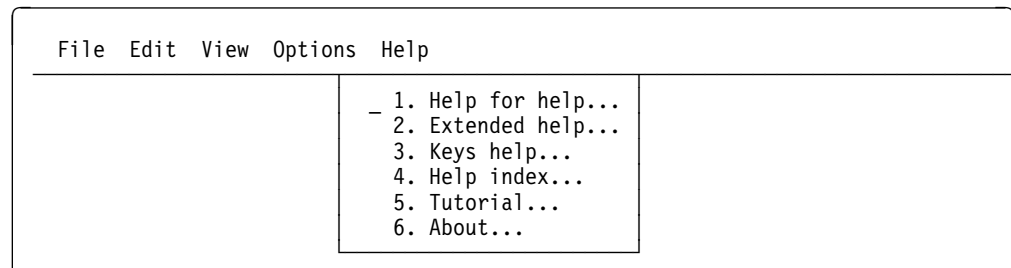 File Edit View Options Help
_ 1. Help for help...
2. Extended help...
3. Keys help...
4. Help index...
5. Tutorial...
6. About...